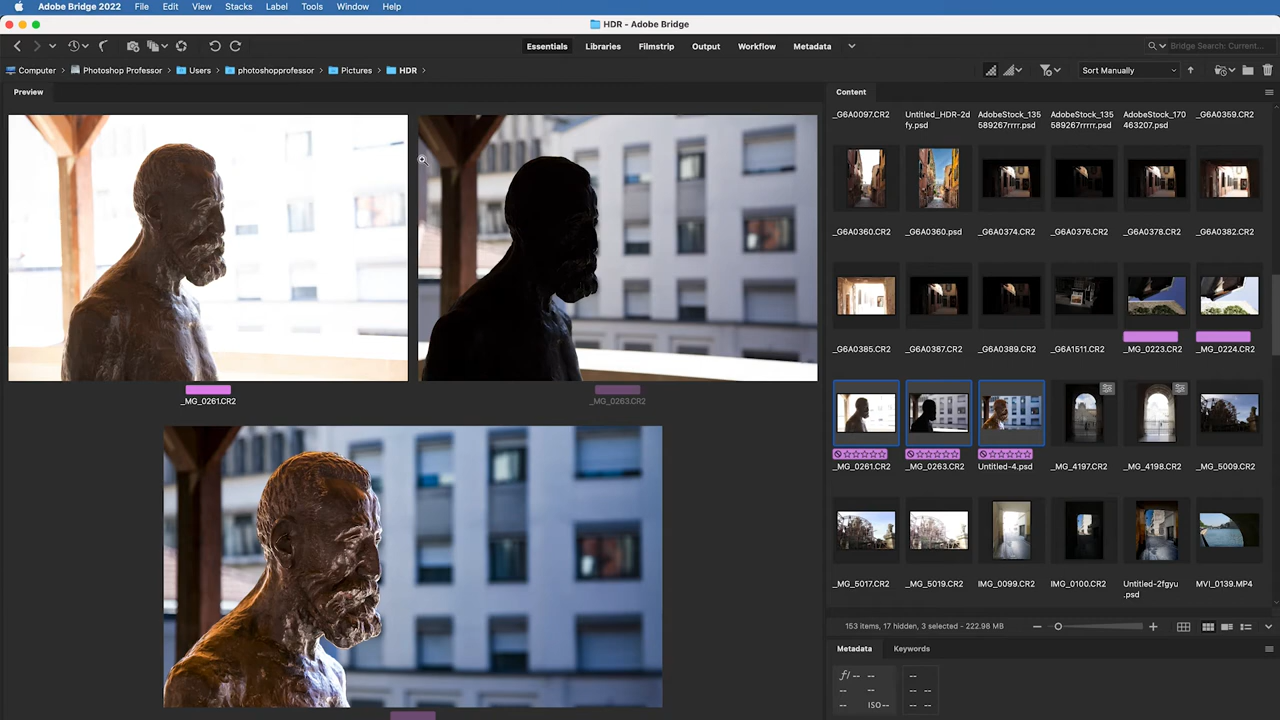 Adobe Bridge 2022 File Edit View Stacks Label Tools Window Help
HDR - Adobe Bridge
Essentials Libraries Filmstrip Output Workflow Metadata
Bridge Search: Current...
Computer Photoshop Professor Users photoshopprofessor Pictures HDR
Sort Manually
Preview
Content
_MG_0261.CR2
_MG_0263.CR2
_G6A0097.CR2
Untitled_HDR-2d
fy.psd
AdobeStock_135
589267rrrr.psd
AdobeStock_135
589267rrrrr.psd
AdobeStock_170
463207.psd
_G6A0359.CR2
_G6A0360.CR2
_G6A0360.psd
_G6A0374.CR2
_G6A0376.CR2
_G6A0378.CR2
_G6A0382.CR2
_G6A0385.CR2
_G6A0387.CR2
_G6A0389.CR2
_G6A1511.CR2
_MG_0223.CR2
_MG_0224.CR2
_MG_0261.CR2
_MG_0263.CR2
Untitled-4.psd
_MG_4197.CR2
_MG_4198.CR2
_MG_5009.CR2
_MG_5017.CR2
_MG_5019.CR2
IMG_0099.CR2
IMG_0100.CR2
Untitled-2fgyu
.psd
MVI_0139.MP4
153 items, 17 hidden, 3 selected - 222.98 MB
Metadata Keywords
f/-- -- --
-- -- -- --
-- ISO-- -- --